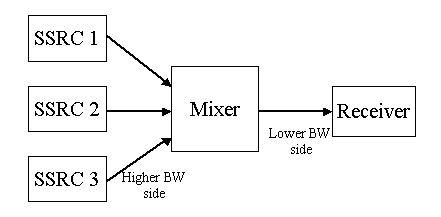 SSRC 1
SSRC 2
Mixer
Receiver
Lower BW
side
SSRC 3
Higher BW
side